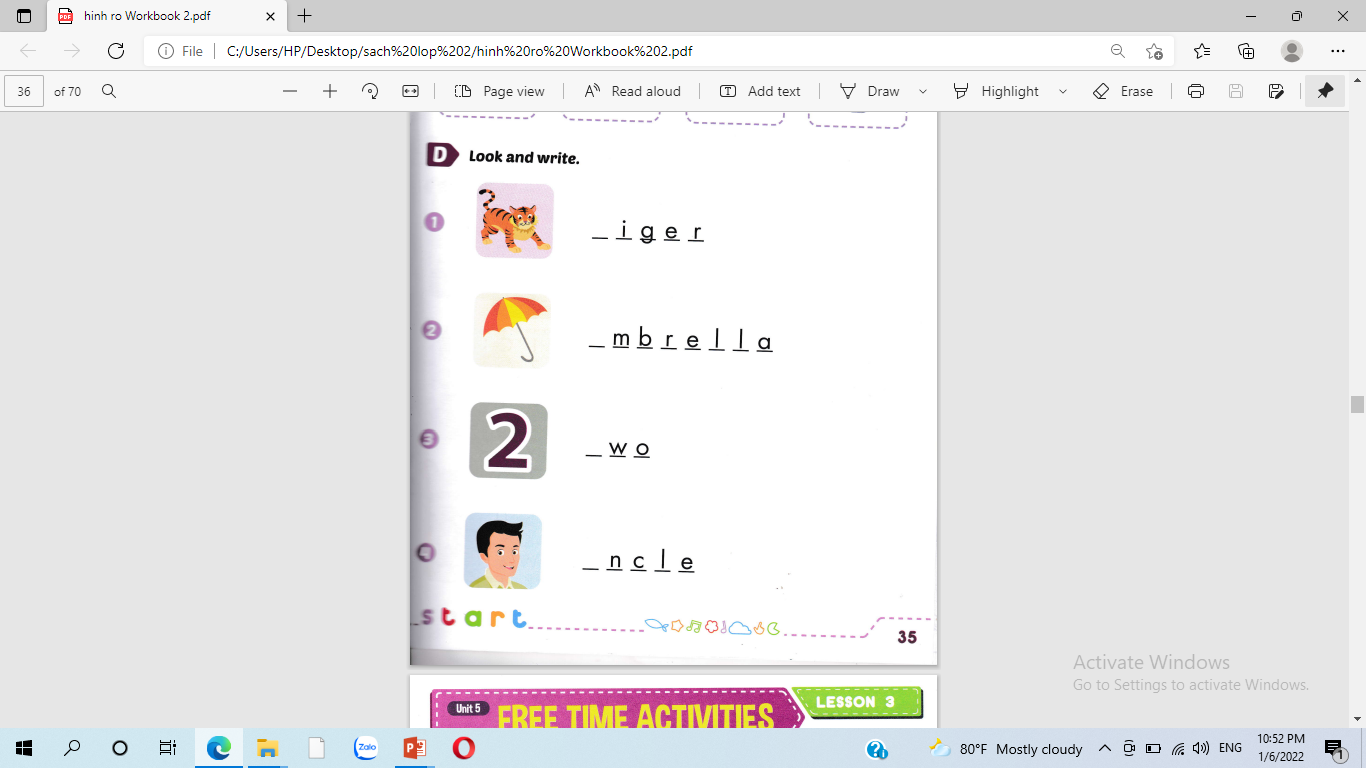 hinh ro Workbook 2.pdf
File
C:/Users/HP/Desktop/sach%20lop%202/hinh%20ro%20Workbook%202.pdf
36 of 70
Page view
Read aloud
Add text
Draw
Highlight
Erase
D Look and write.
1 _ i g e r
2 _ m b r e l l a
3 2 _ w o
4 _ n c l e
start
35
Activate Windows
Go to Settings to activate Windows.
Unit 5 FREE TIME ACTIVITIES LESSON 3
Zalo
80°F Mostly cloudy
ENG
10:52 PM
1/6/2022
1